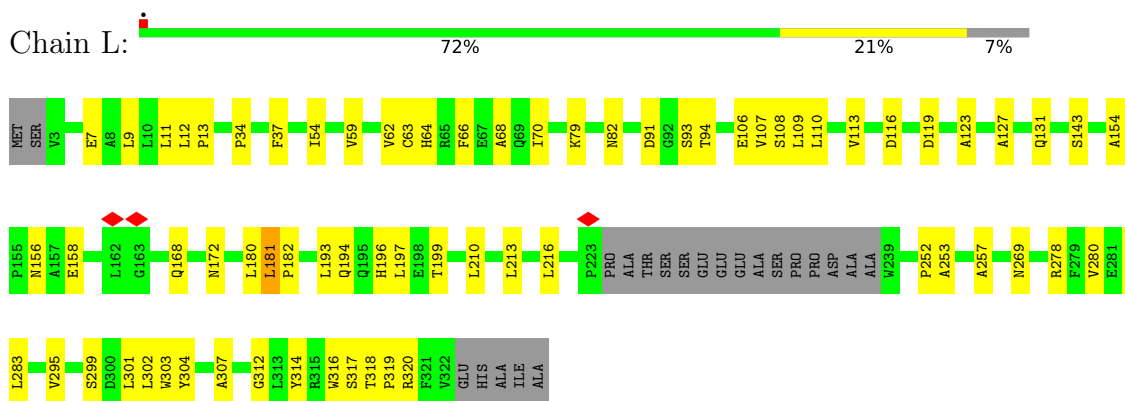 Chain L:
72% 21% 7%
MET SER V3 E7 A8 L9 L10 L11 L12 P13 P34 F37 I54 V59 V62 C63 H64 R65 F66 E67 A68 Q69 I70 K79 N82 D91 G92 S93 T94 E106 V107 S108 L109 L110 V113 D116 D119 A123 A127 Q131 S143 A154
P155 N156 A157 E158 L162 G163 Q168 N172 L180 L181 P182 L193 Q194 Q195 H196 L197 E198 T199 L210 L213 L216 P223 PRO ALA THR SER SER GLU GLU GLU ALA SER PRO PRO ASP ALA ALA W239 P252 A253 A257 N269 R278 F279 V280 E281
L283 V295 S299 D300 L301 L302 W303 Y304 A307 G312 L313 Y314 R315 W316 S317 T318 P319 R320 F321 V322 GLU HIS ALA ILE ALA